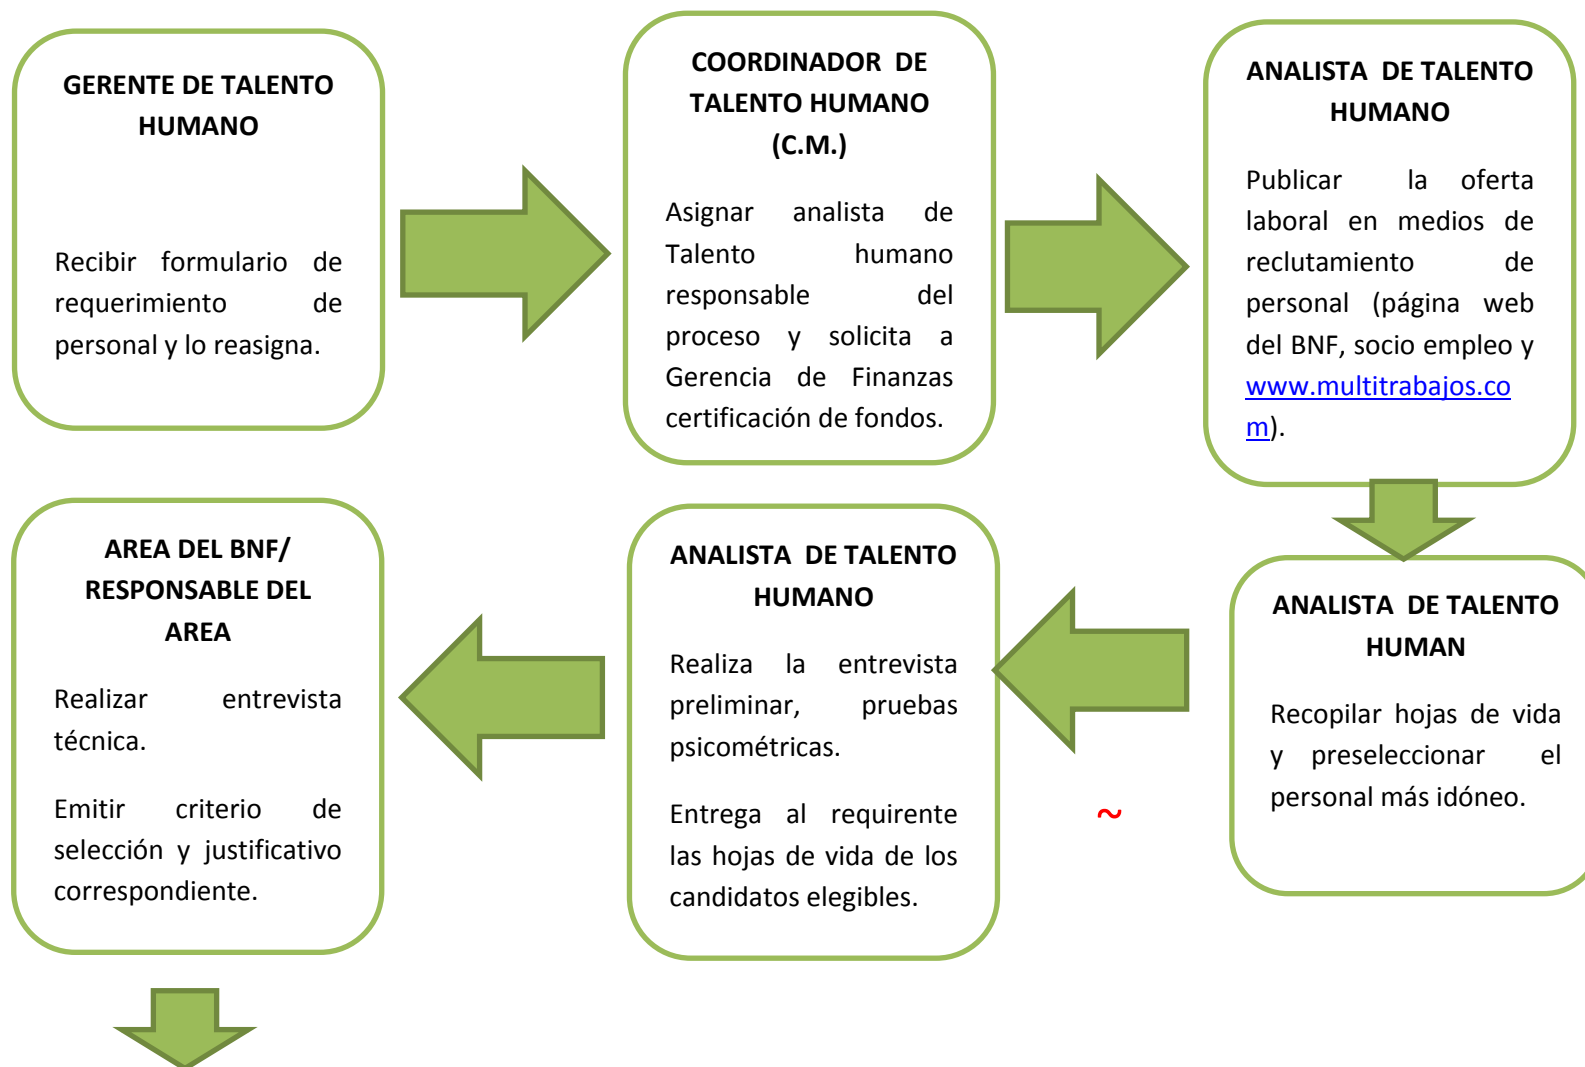 GERENTE DE TALENTO
HUMANO
Recibir formulario de
requerimiento de
personal y lo reasigna.
COORDINADOR DE
TALENTO HUMANO
(C.M.)
Asignar analista de
Talento humano
responsable del
proceso y solicita a
Gerencia de Finanzas
certificación de fondos.
ANALISTA DE TALENTO
HUMANO
Publicar la oferta
laboral en medios de
reclutamiento de
personal (página web
del BNF, socio empleo y
www.multitrabajos.co
m).
ANALISTA DE TALENTO
HUMAN
Recopilar hojas de vida
y preseleccionar el
personal más idóneo.
~
ANALISTA DE TALENTO
HUMANO
Realiza la entrevista
preliminar, pruebas
psicométricas.
Entrega al requirente
las hojas de vida de los
candidatos elegibles.
AREA DEL BNF/
RESPONSABLE DEL
AREA
Realizar entrevista
técnica.
Emitir criterio de
selección y justificativo
correspondiente.